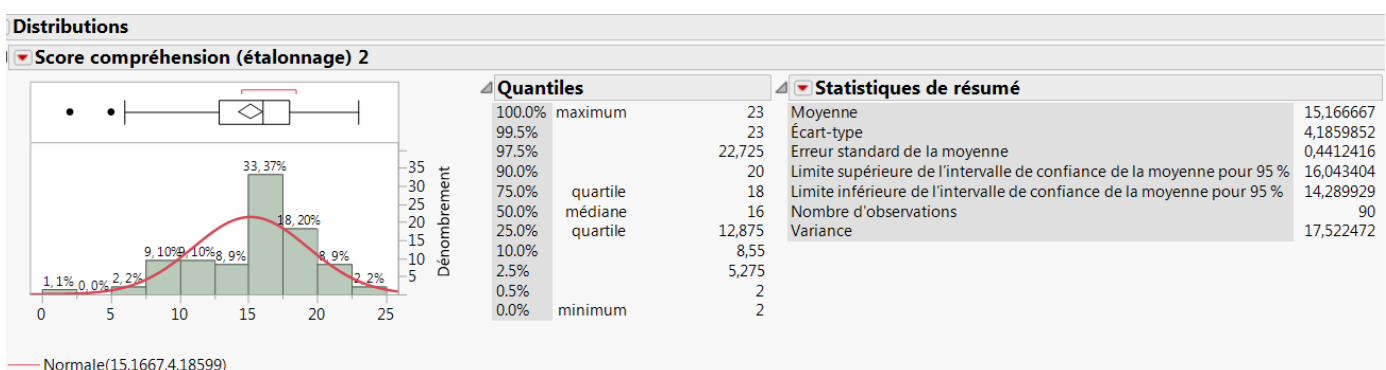 Distributions
Score compréhension (étalonnage) 2
33, 37%
18, 20%
9, 10%
9, 10%
8, 9%
8, 9%
1, 1%
0, 0%
2, 2%
2, 2%
35
30
25
20
15
10
5
Dénombrement
0 5 10 15 20 25
Normale(15,1667,4,18599)
Quantiles
100.0% maximum 23
99.5% 23
97.5% 22,725
90.0% 20
75.0% quartile 18
50.0% médiane 16
25.0% quartile 12,875
10.0% 8,55
2.5% 5,275
0.5% 2
0.0% minimum 2
Statistiques de résumé
Moyenne 15,166667
Écart-type 4,1859852
Erreur standard de la moyenne 0,4412416
Limite supérieure de l'intervalle de confiance de la moyenne pour 95 % 16,043404
Limite inférieure de l'intervalle de confiance de la moyenne pour 95 % 14,289929
Nombre d'observations 90
Variance 17,522472